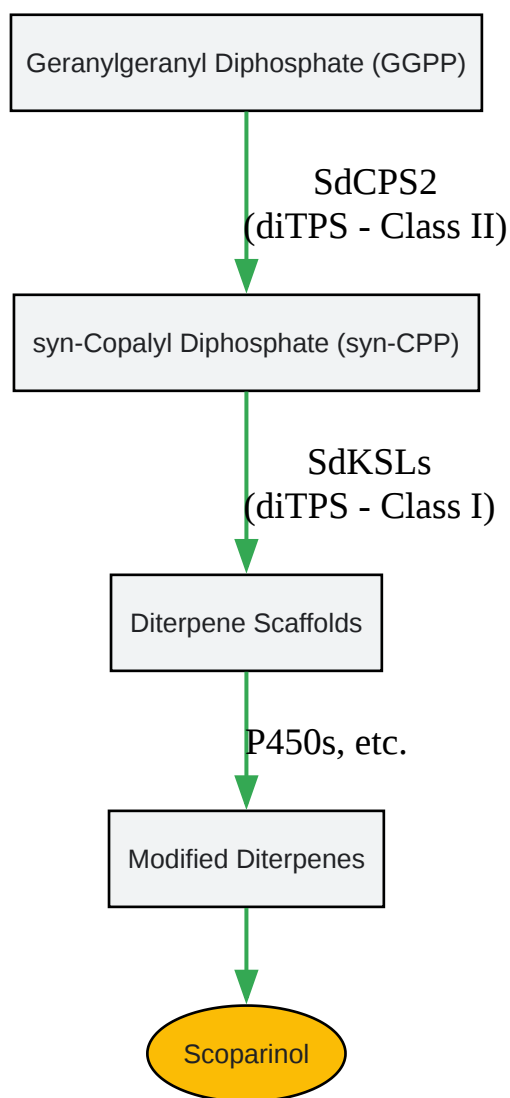 Geranylgeranyl Diphosphate (GGPP)
SdCPS2
(diTPS - Class II)
syn-Copalyl Diphosphate (syn-CPP)
SdKSLs
(diTPS - Class I)
Diterpene Scaffolds
P450s, etc.
Modified Diterpenes
Scoparinol